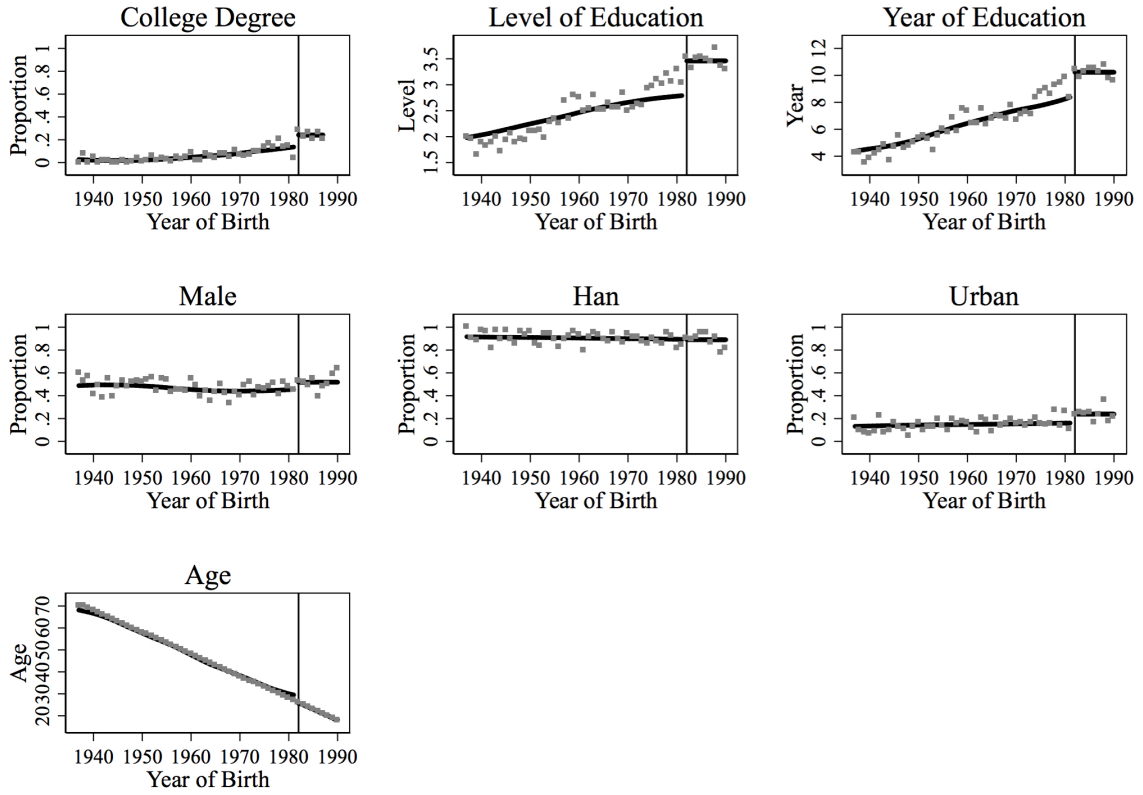 College Degree
Proportion
0 .2 .4 .6 .8 1
1940 1950 1960 1970 1980 1990
Year of Birth
Level of Education
Level
1.5 2 2.5 3 3.5
1940 1950 1960 1970 1980 1990
Year of Birth
Year of Education
Year
4 6 8 10 12
1940 1950 1960 1970 1980 1990
Year of Birth
Male
Proportion
0 .2 .4 .6 .8 1
1940 1950 1960 1970 1980 1990
Year of Birth
Han
Proportion
0 .2 .4 .6 .8 1
1940 1950 1960 1970 1980 1990
Year of Birth
Urban
Proportion
0 .2 .4 .6 .8 1
1940 1950 1960 1970 1980 1990
Year of Birth
Age
Age
20 30 40 50 60 70
1940 1950 1960 1970 1980 1990
Year of Birth